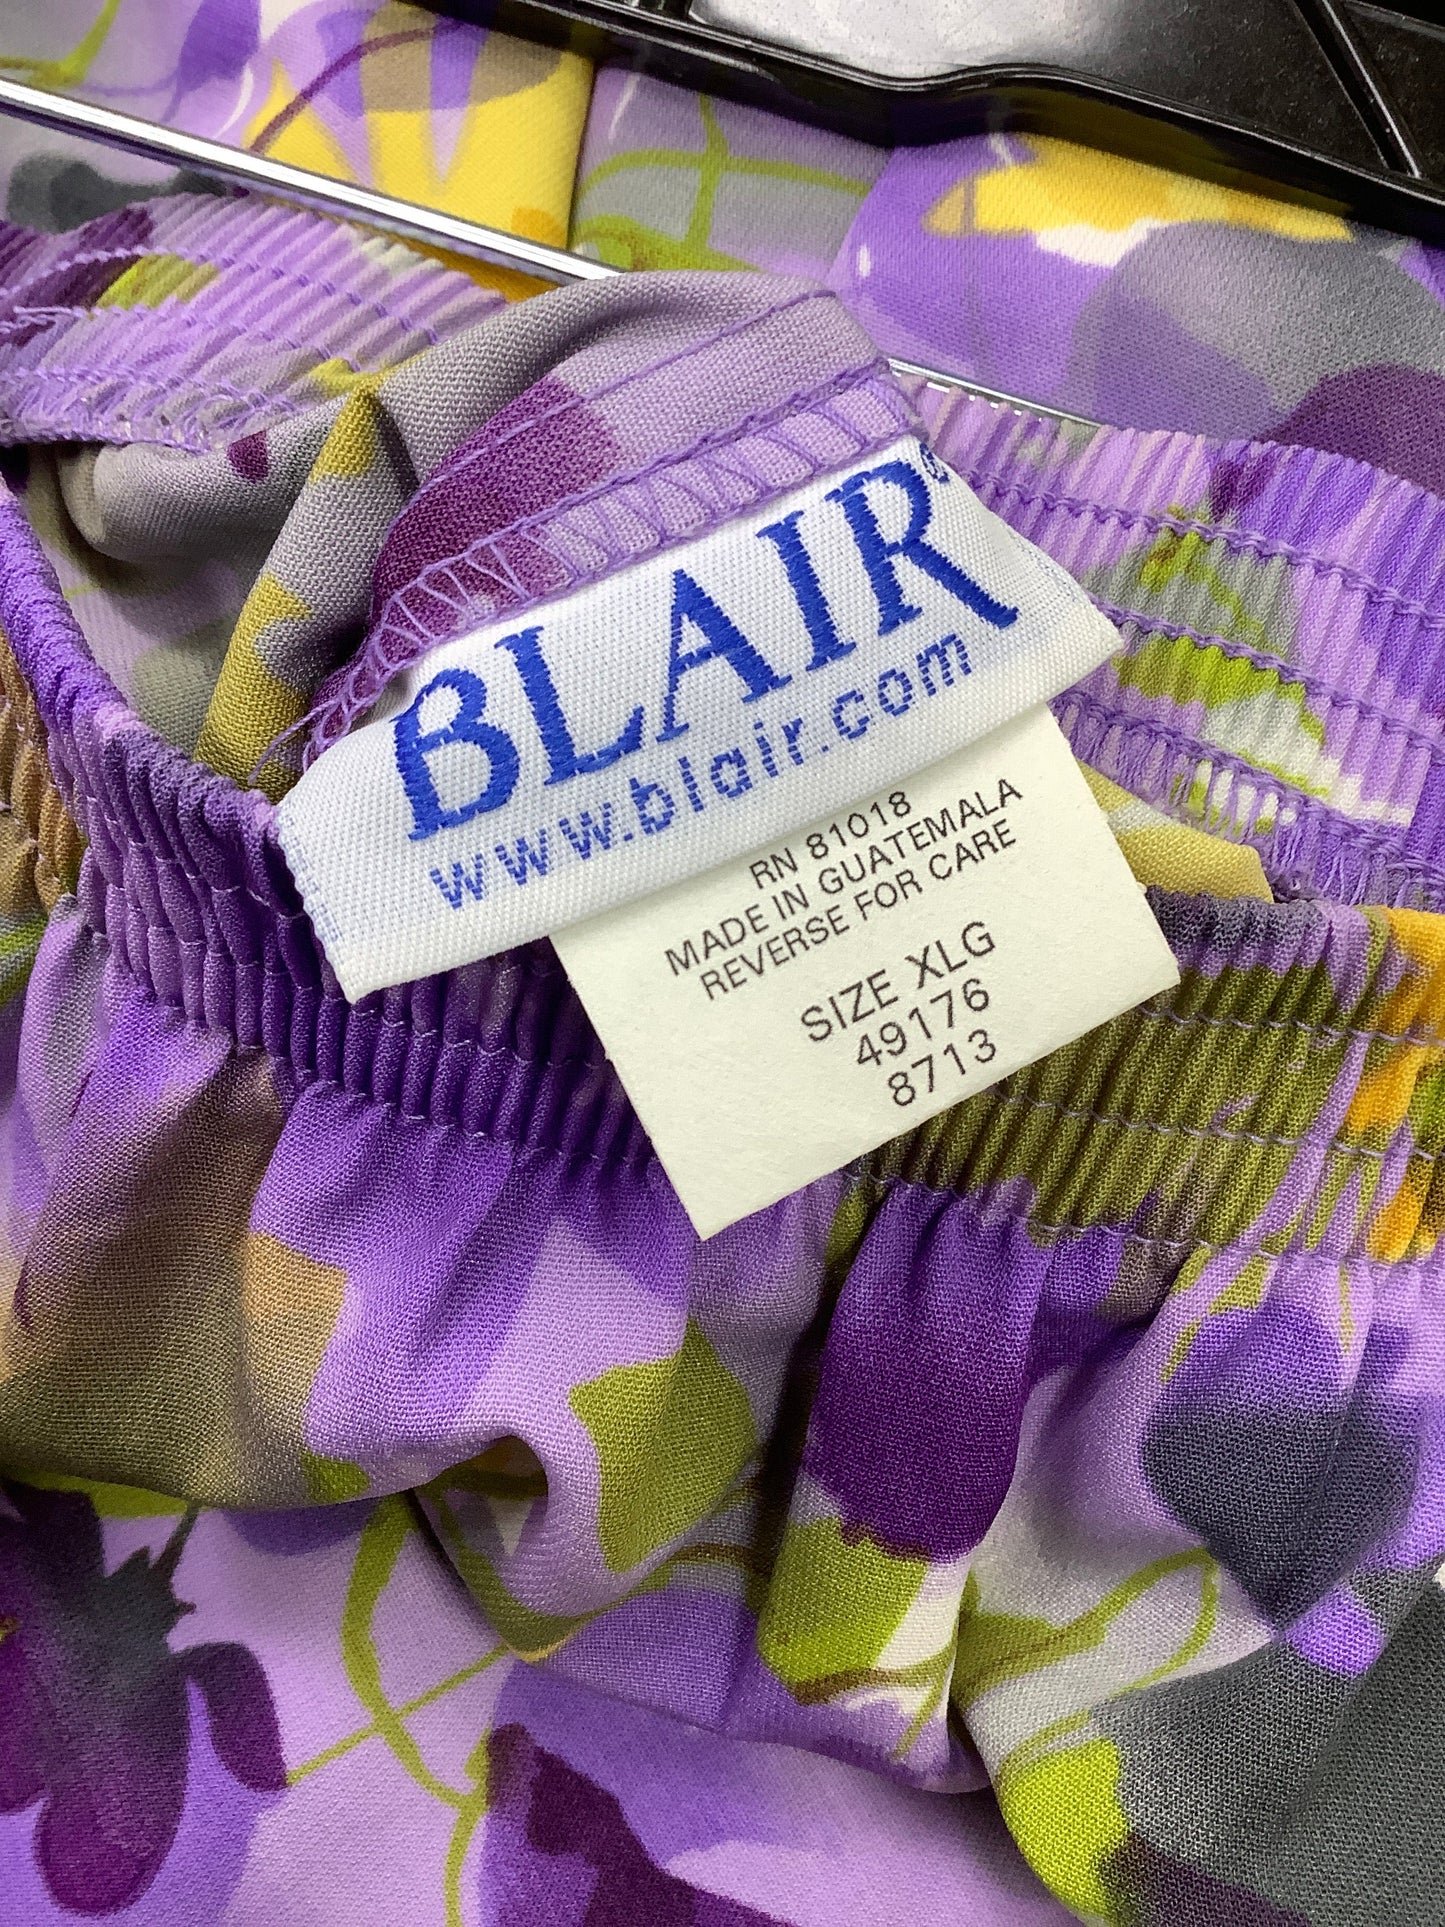 BLAIR®
www.blair.com
RN 81018
MADE IN GUATEMALA
REVERSE FOR CARE
SIZE XLG
49176
8713